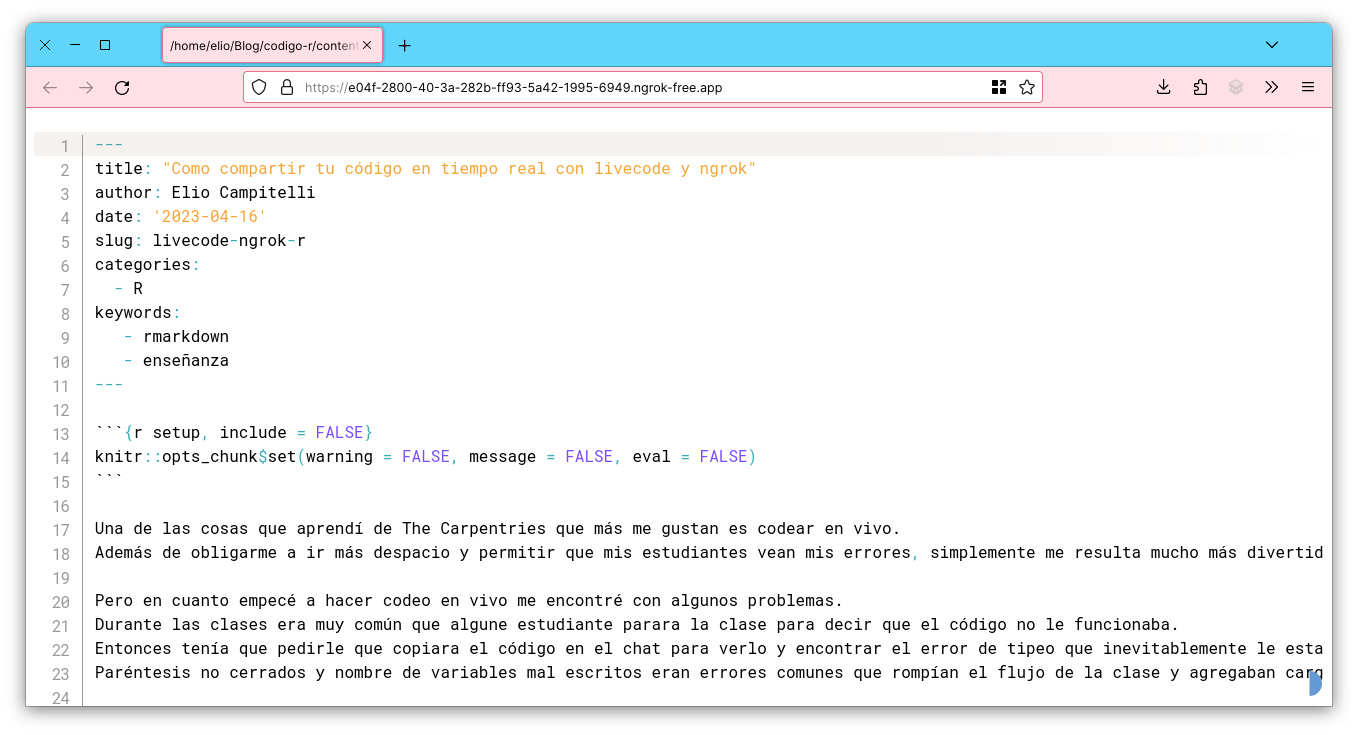 /home/elio/Blog/codigo-r/content
https://e04f-2800-40-3a-282b-ff93-5a42-1995-6949.ngrok-free.app
1 ---
2 title: "Como compartir tu código en tiempo real con livecode y ngrok"
3 author: Elio Campitelli
4 date: '2023-04-16'
5 slug: livecode-ngrok-r
6 categories:
7   - R
8 keywords:
9    - rmarkdown
10    - enseñanza
11 ---
12
13 ```{r setup, include = FALSE}
14 knitr::opts_chunk$set(warning = FALSE, message = FALSE, eval = FALSE)
15 ```
16
17 Una de las cosas que aprendí de The Carpentries que más me gustan es codear en vivo.
18 Además de obligarme a ir más despacio y permitir que mis estudiantes vean mis errores, simplemente me resulta mucho más divertid
19
20 Pero en cuanto empecé a hacer codeo en vivo me encontré con algunos problemas.
21 Durante las clases era muy común que algune estudiante parara la clase para decir que el código no le funcionaba.
22 Entonces tenía que pedirle que copiara el código en el chat para verlo y encontrar el error de tipeo que inevitablemente le esta
23 Paréntesis no cerrados y nombre de variables mal escritos eran errores comunes que rompían el flujo de la clase y agregaban carg
24